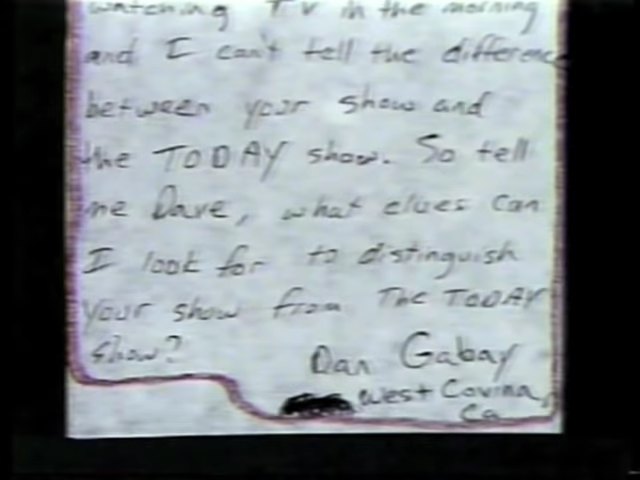 watching TV in the morning
and I can't tell the difference
between your show and
the TODAY show. So tell
me Dave, what clues can
I look for to distinguish
your show from The TODAY
show?
Dan Gabay
West Covina,
Ca